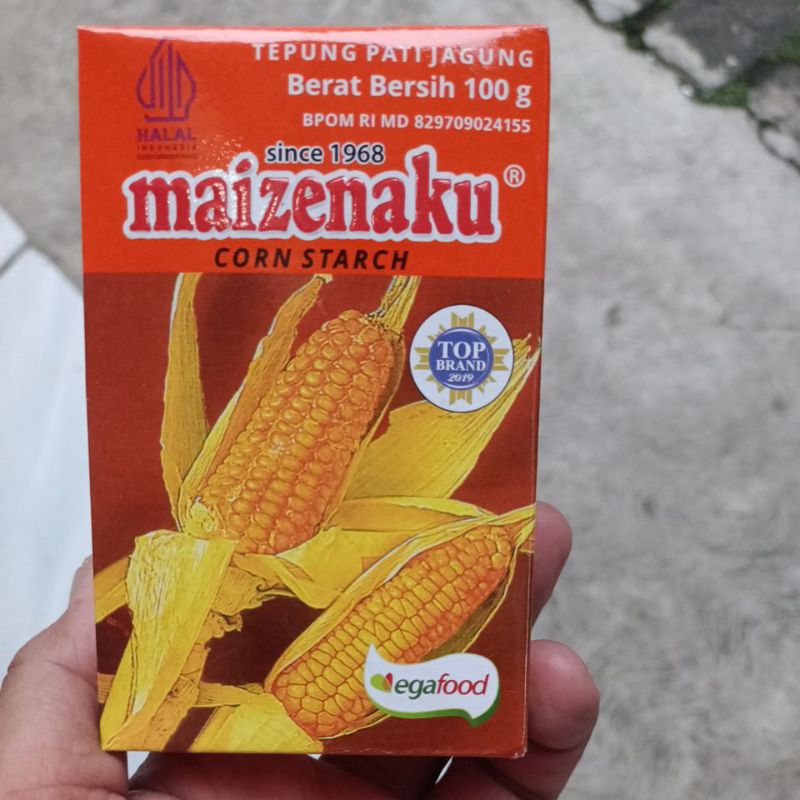 TEPUNG PATI JAGUNG
Berat Bersih 100 g
BPOM RI MD 829709024155
HALAL
INDONESIA
since 1968
maizenaku®
CORN STARCH
TOP
BRAND
2019
egafood